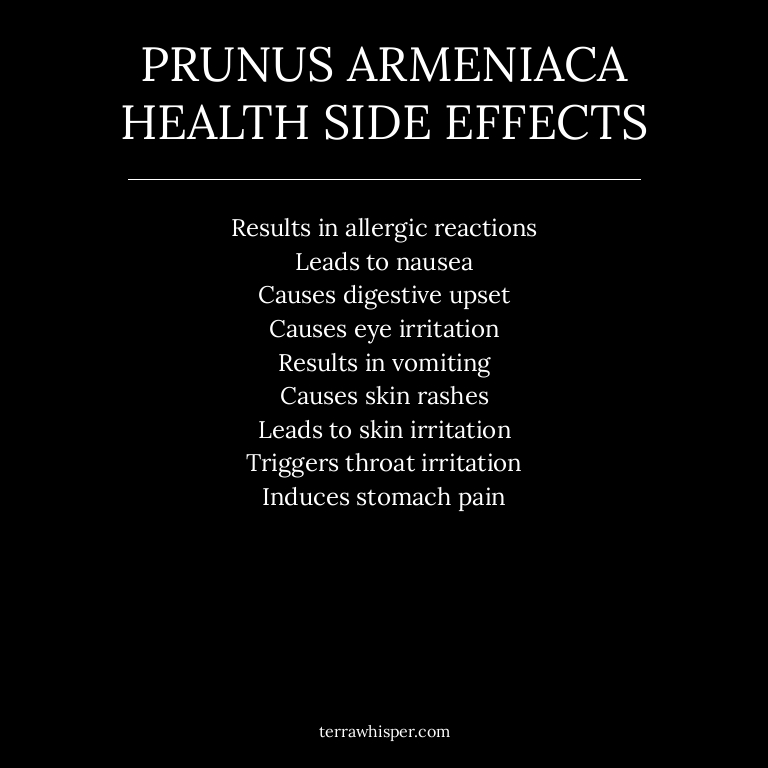 PRUNUS ARMENIACA
HEALTH SIDE EFFECTS
Results in allergic reactions
Leads to nausea
Causes digestive upset
Causes eye irritation
Results in vomiting
Causes skin rashes
Leads to skin irritation
Triggers throat irritation
Induces stomach pain
terrawhisper.com